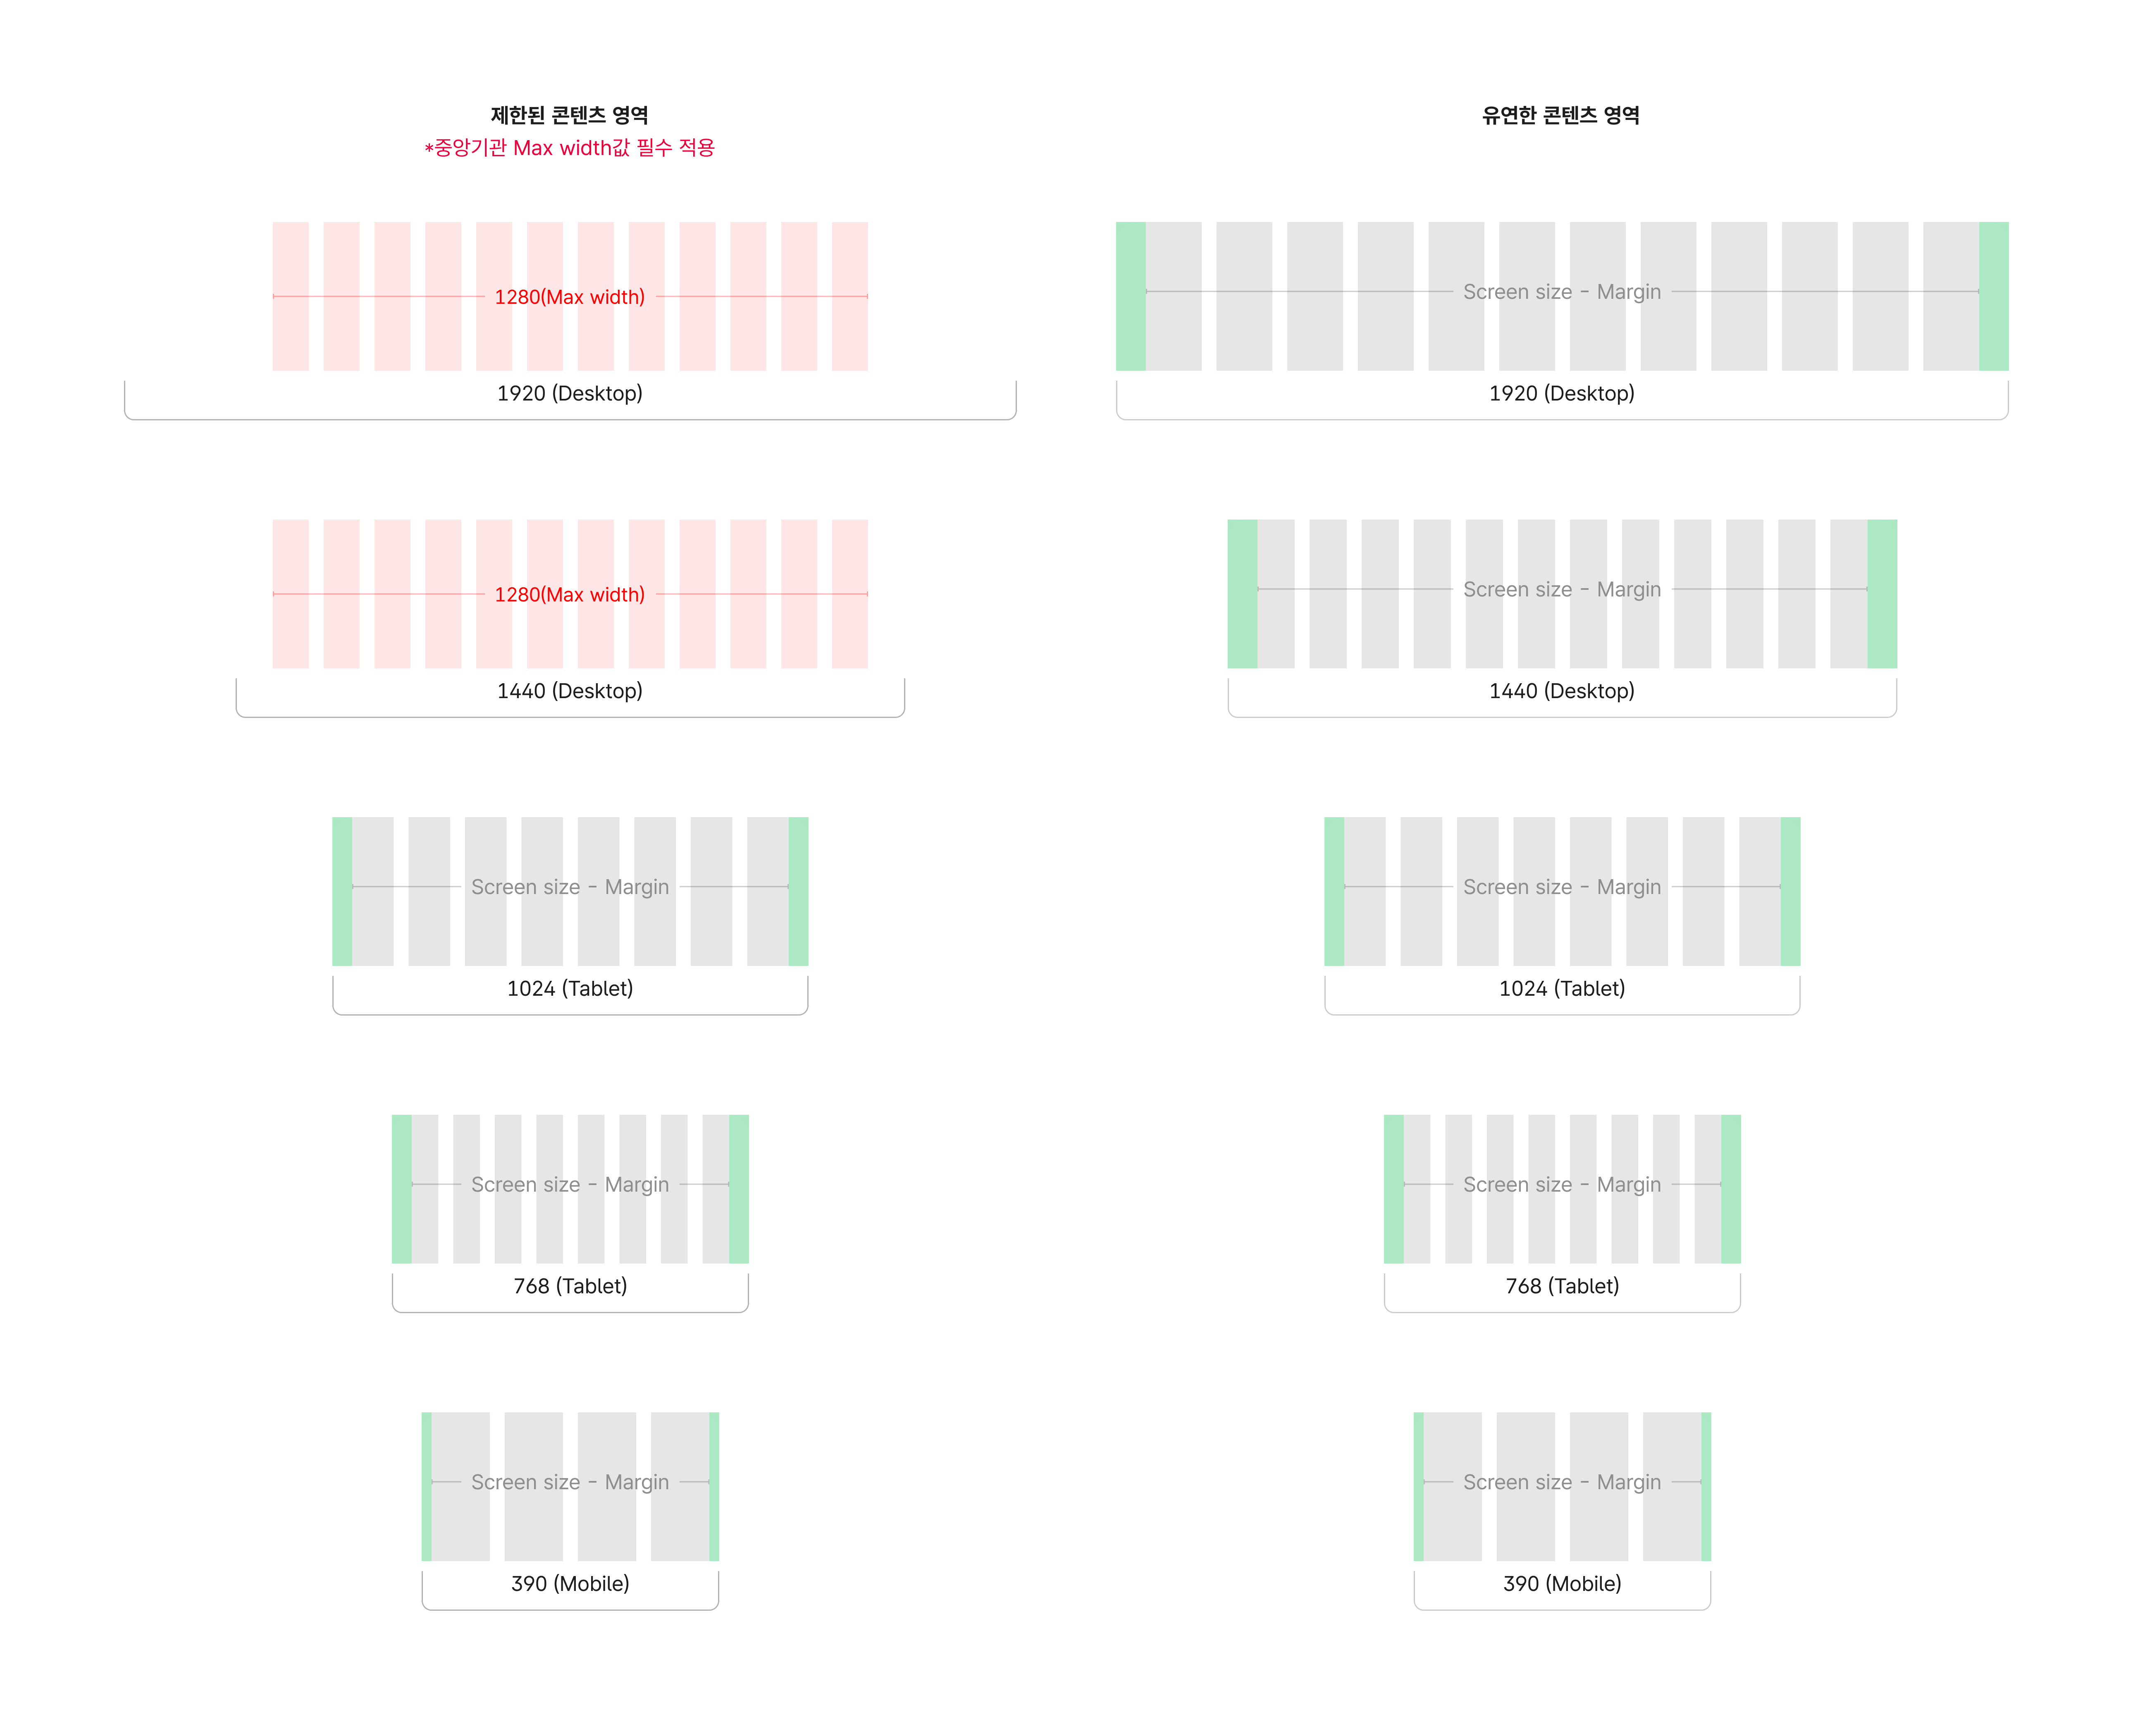 제한된 콘텐츠 영역
*중앙기관 Max width값 필수 적용
1280(Max width)
1920 (Desktop)
1280(Max width)
1440 (Desktop)
Screen size - Margin
1024 (Tablet)
Screen size - Margin
768 (Tablet)
Screen size - Margin
390 (Mobile)
유연한 콘텐츠 영역
Screen size - Margin
1920 (Desktop)
Screen size - Margin
1440 (Desktop)
Screen size - Margin
1024 (Tablet)
Screen size - Margin
768 (Tablet)
Screen size - Margin
390 (Mobile)